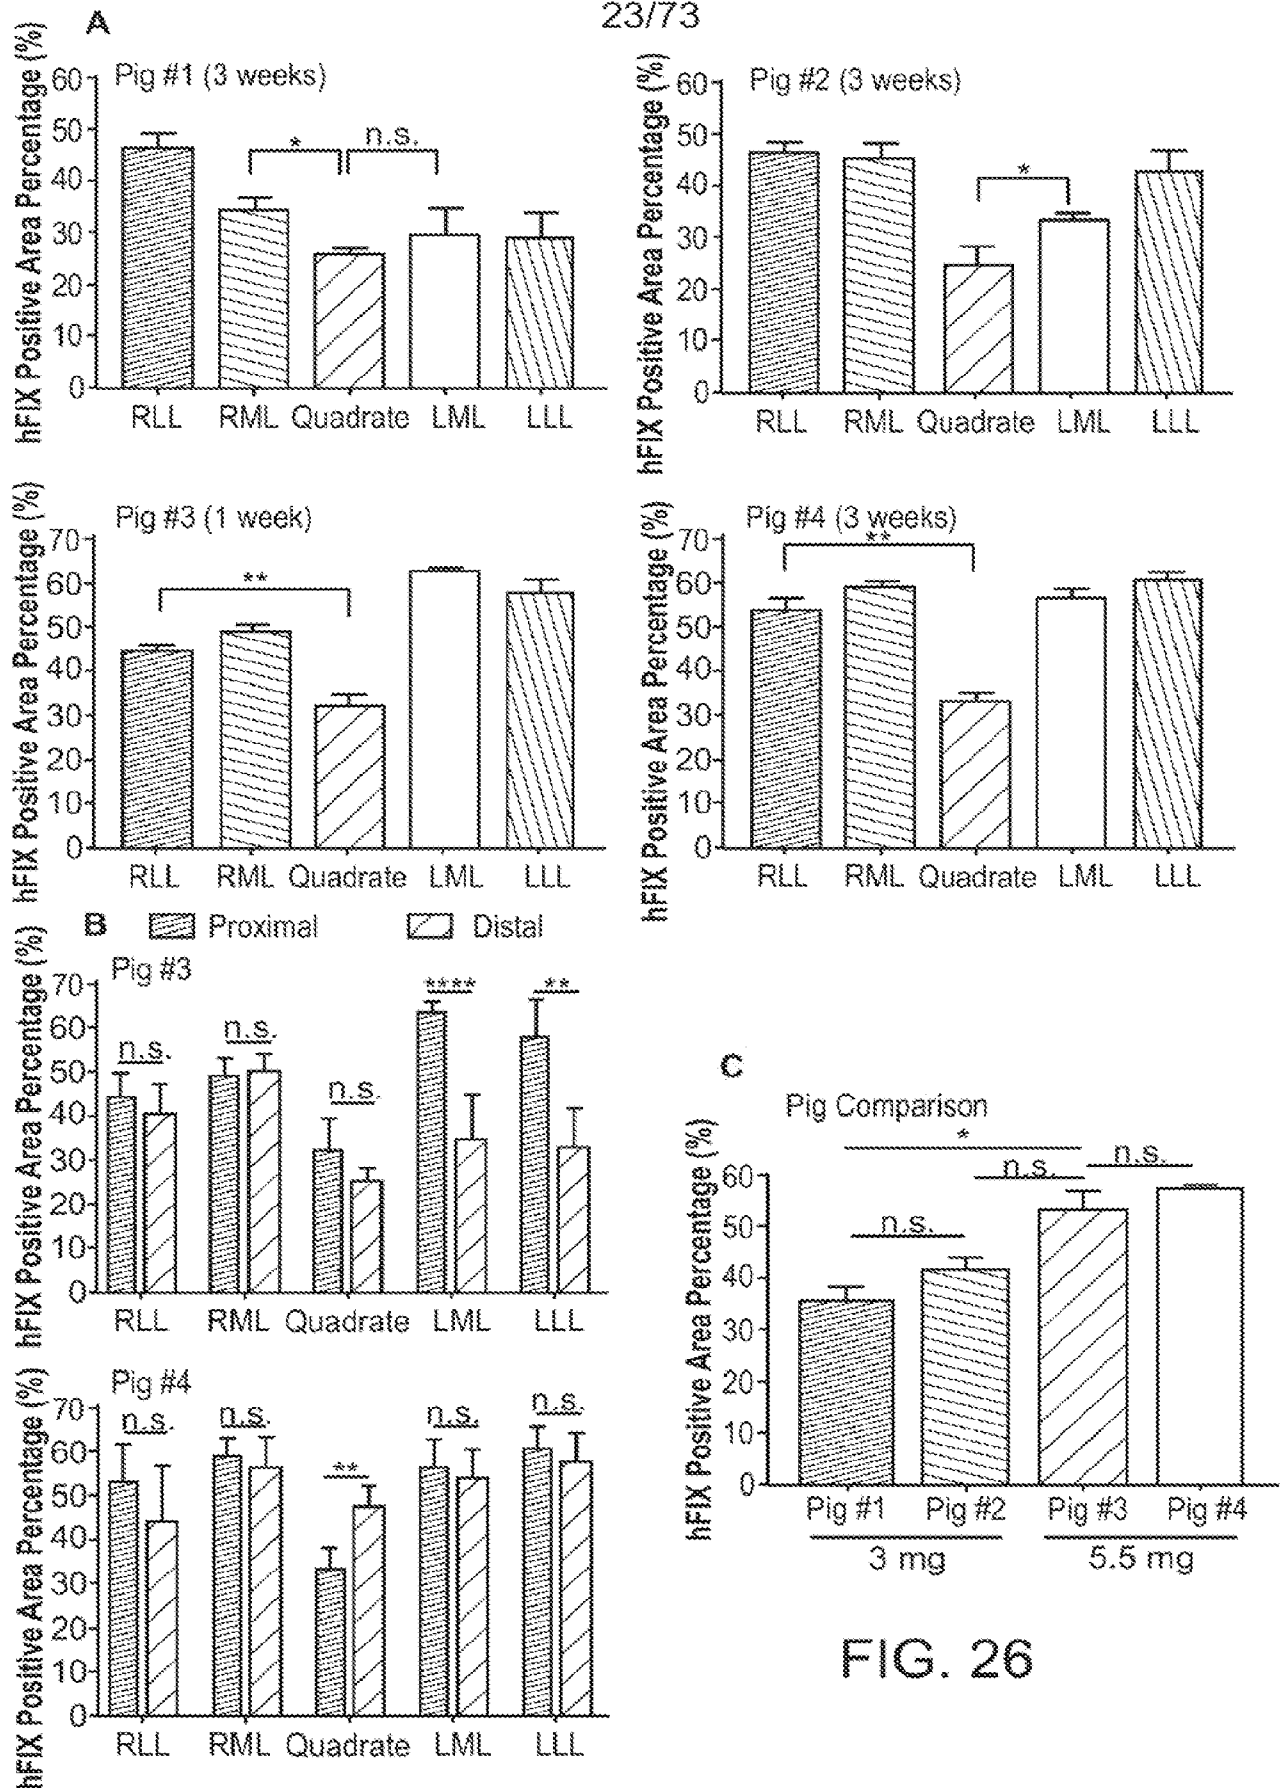 23/73
A
Pig #1 (3 weeks)
hFIX Positive Area Percentage (%)
60
50
40
30
20
10
0
* n.s.
RLL RML Quadrate LML LLL
Pig #2 (3 weeks)
hFIX Positive Area Percentage (%)
60
50
40
30
20
10
0
*
RLL RML Quadrate LML LLL
Pig #3 (1 week)
hFIX Positive Area Percentage (%)
70
60
50
40
30
20
10
0
**
RLL RML Quadrate LML LLL
Pig #4 (3 weeks)
hFIX Positive Area Percentage (%)
70
60
50
40
30
20
10
0
**
RLL RML Quadrate LML LLL
B Proximal Distal
Pig #3
hFIX Positive Area Percentage (%)
70
60
50
40
30
20
10
0
n.s. n.s. n.s. **** **
RLL RML Quadrate LML LLL
Pig #4
hFIX Positive Area Percentage (%)
70
60
50
40
30
20
10
0
n.s. n.s. ** n.s. n.s.
RLL RML Quadrate LML LLL
C
Pig Comparison
hFIX Positive Area Percentage (%)
60
50
40
30
20
10
0
*
n.s. n.s. n.s.
Pig #1 Pig #2 Pig #3 Pig #4
3 mg 5.5 mg
FIG. 26